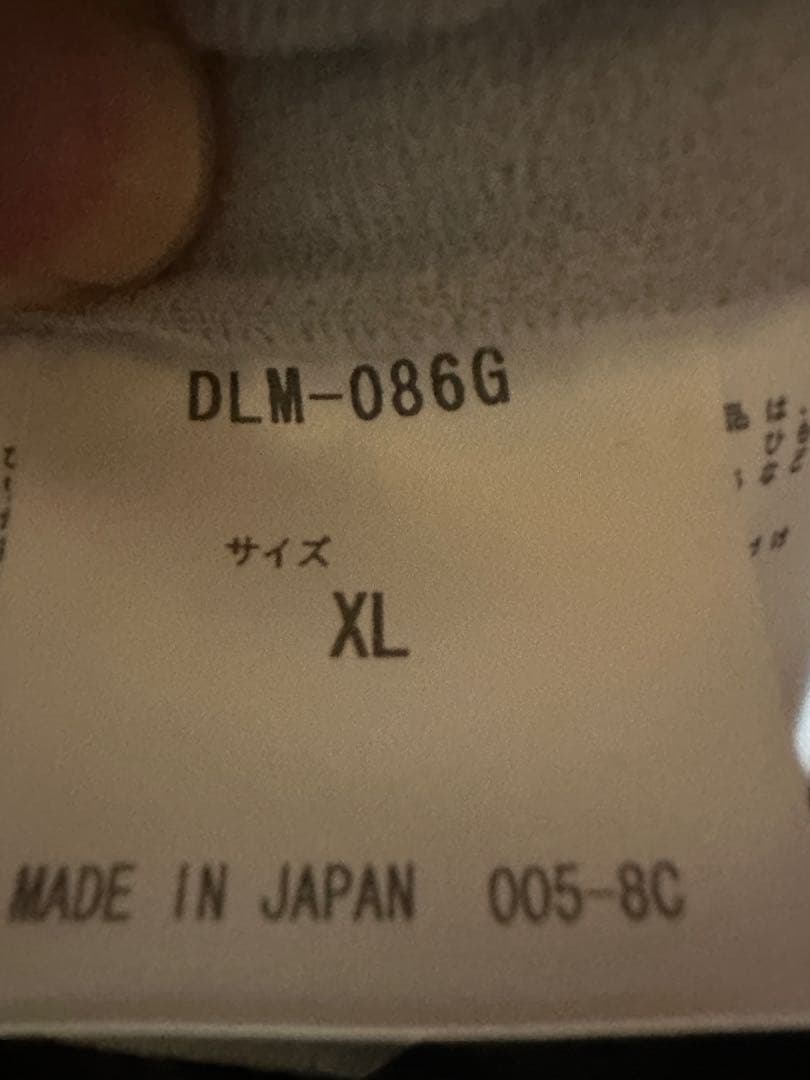 DLM-086G
サイズ
XL
MADE IN JAPAN 005-8C